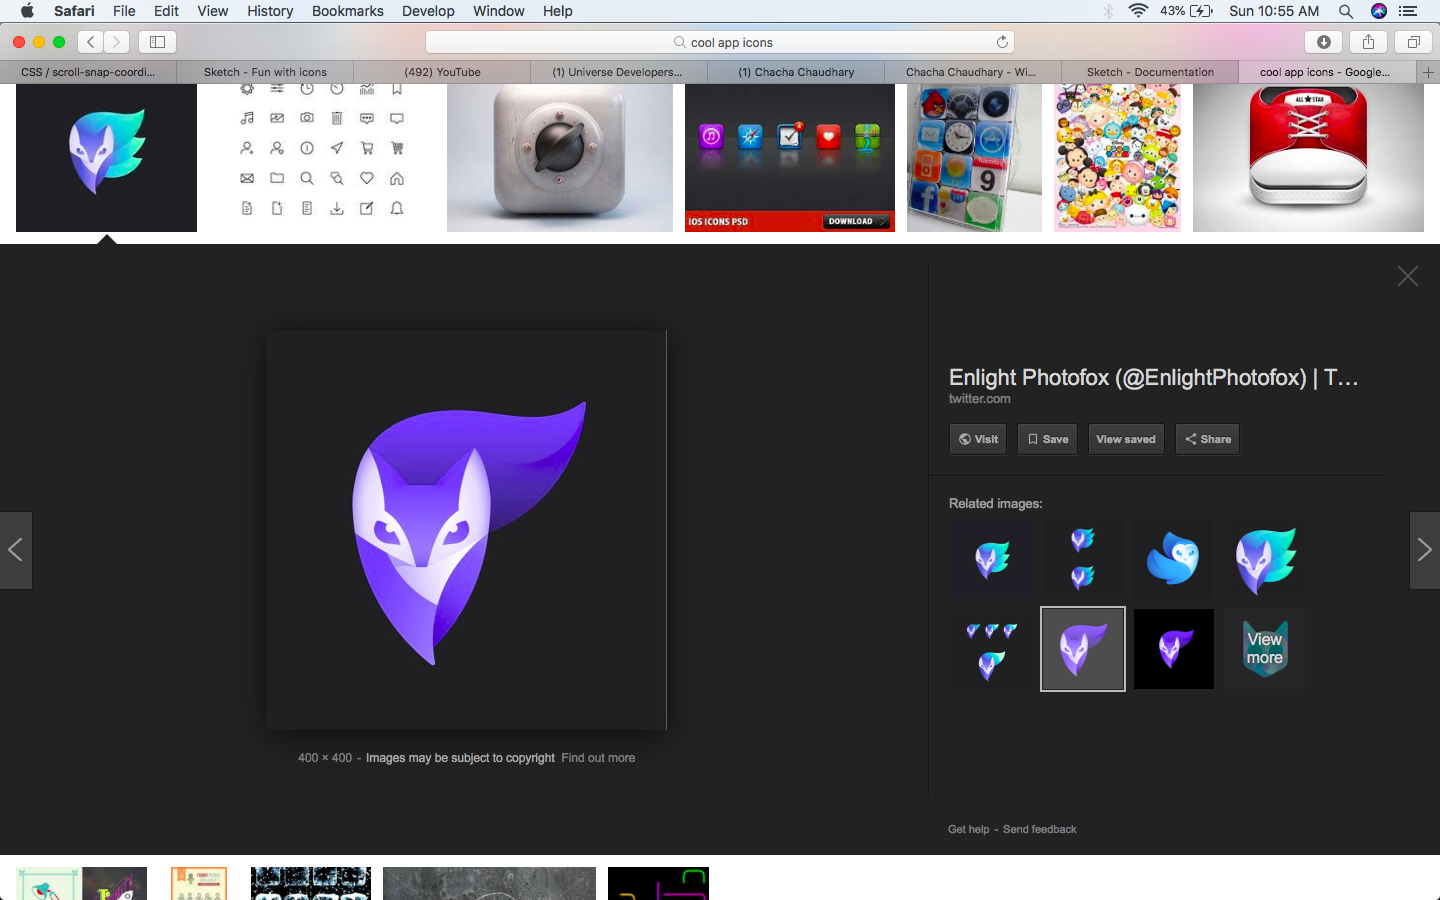 Safari File Edit View History Bookmarks Develop Window Help 43% Sun 10:55 AM
cool app icons
CSS / scroll-snap-coordi...
Sketch - Fun with icons
(492) YouTube
(1) Universe Developers...
(1) Chacha Chaudhary
Chacha Chaudhary - Wi...
Sketch - Documentation
cool app icons - Google...
ALL STAR
Tuesday
9
IOS ICONS PSD DOWNLOAD
Enlight Photofox (@EnlightPhotofox) | T...
twitter.com
Visit Save View saved Share
Related images:
View
more
400 × 400 - Images may be subject to copyright Find out more
Get help - Send feedback